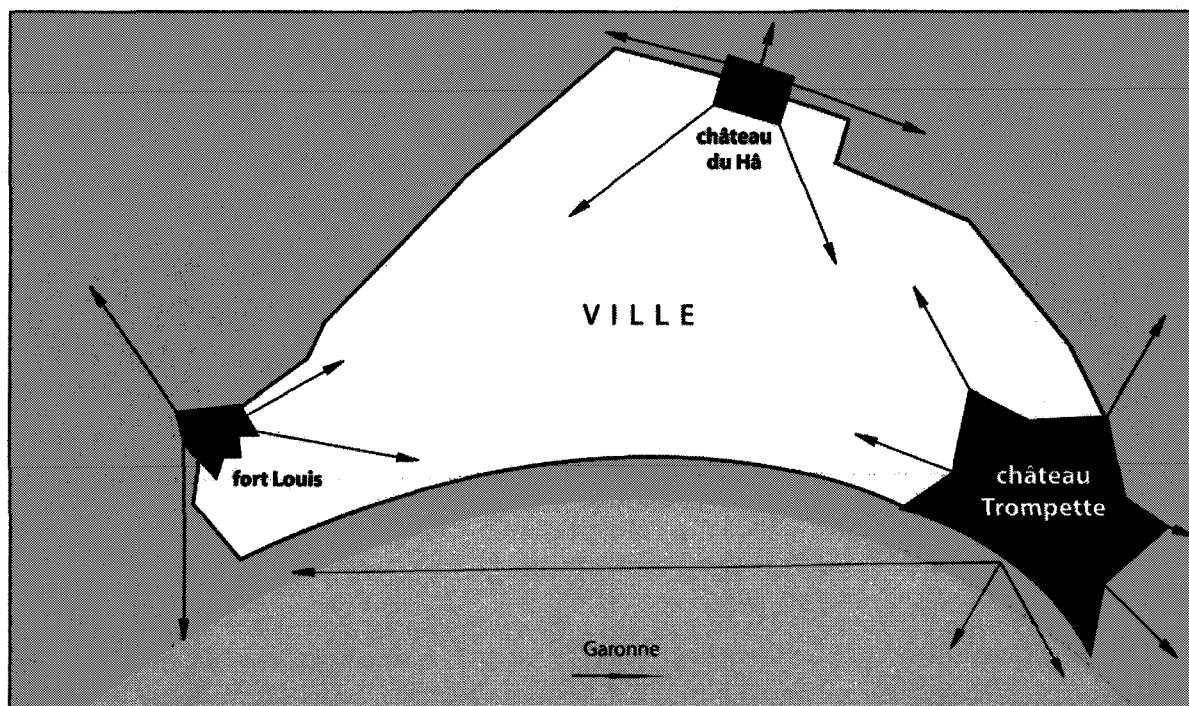 château
du Hâ
VILLE
fort Louis
château
Trompette
Garonne